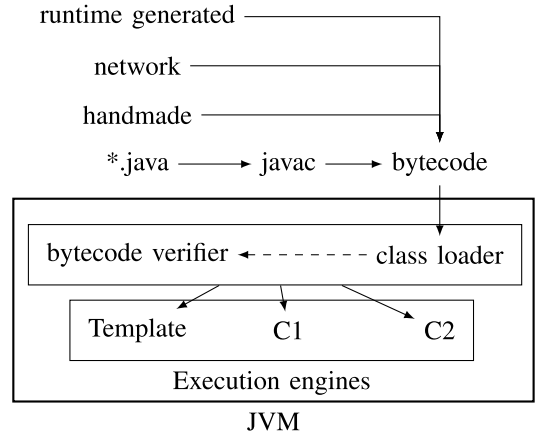 runtime generated
network
handmade
*.java javac bytecode
bytecode verifier class loader
Template C1 C2
Execution engines
JVM